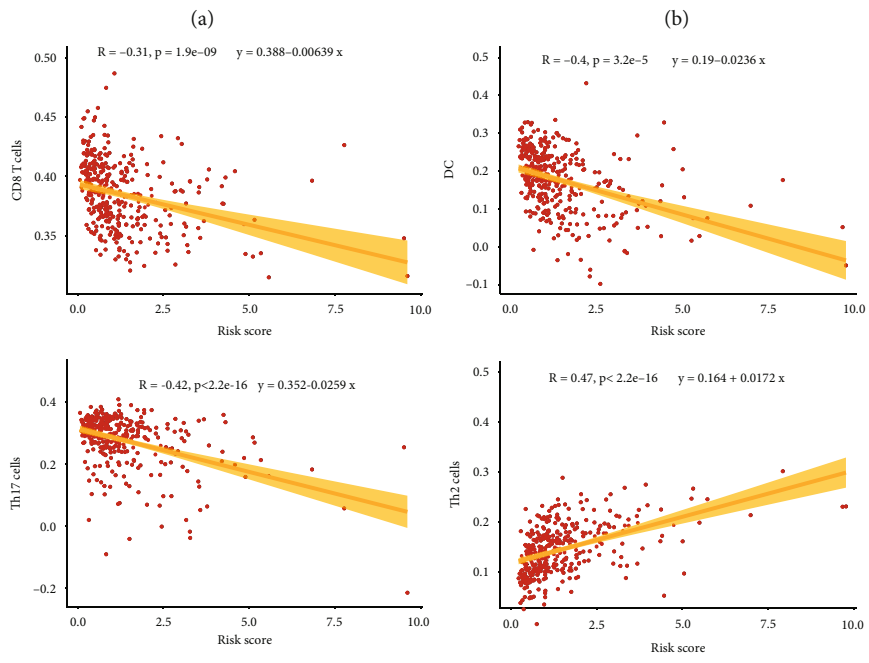 (a)
(b)
R = –0.31, p = 1.9e–09 y = 0.388–0.00639 x
0.50
0.45
0.40
0.35
CD8 T cells
0.0
2.5
5.0
7.5
10.0
Risk score
R = –0.4, p = 3.2e–5 y = 0.19–0.0236 x
0.5
0.4
0.3
0.2
0.1
0.0
–0.1
DC
0.0
2.5
5.0
7.5
10.0
Risk score
R = -0.42, p<2.2e-16 y = 0.352-0.0259x
0.4
0.2
0.0
–0.2
Th17 cells
0.0
2.5
5.0
7.5
10.0
Risk score
R = 0.47, p< 2.2e–16 y = 0.164 + 0.0172 x
0.5
0.4
0.3
0.2
0.1
Th2 cells
0.0
2.5
5.0
7.5
10.0
Risk score